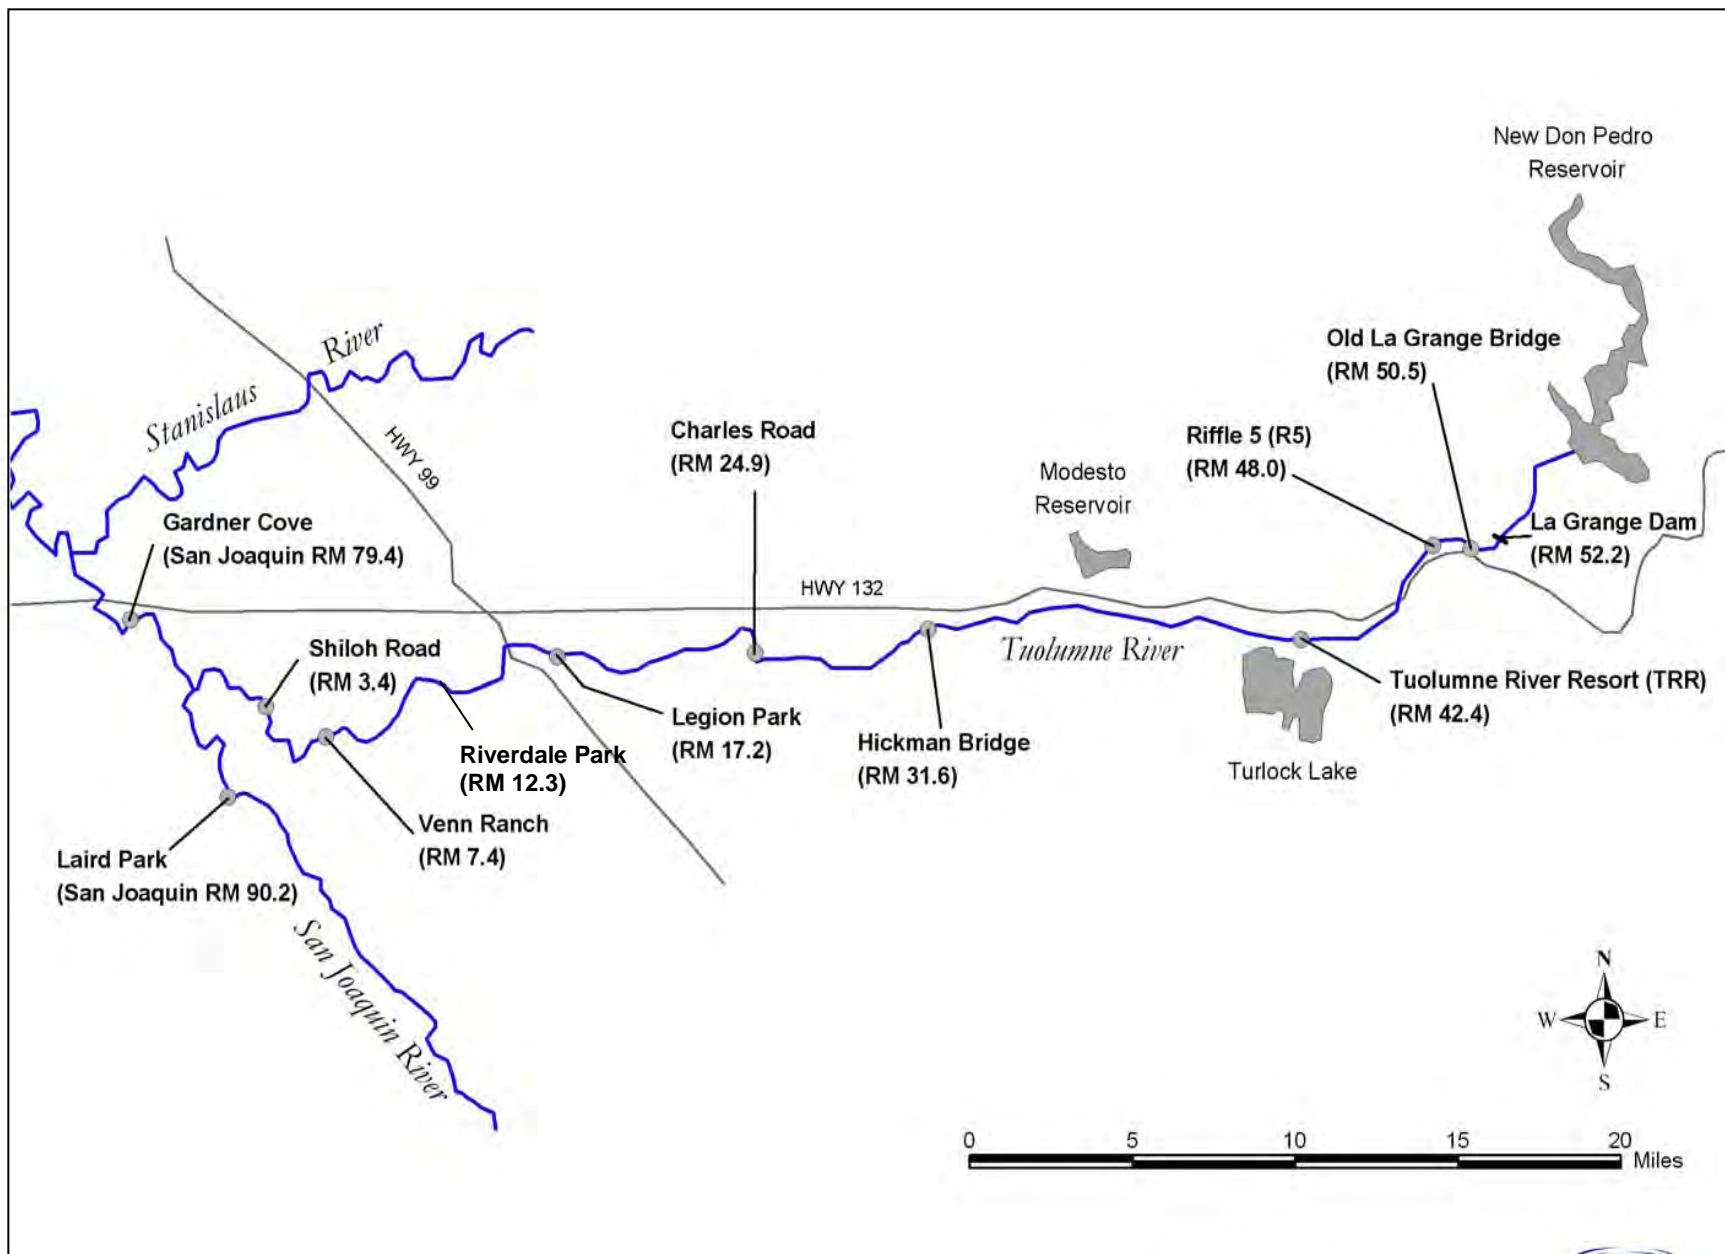 New Don Pedro
Reservoir
Old La Grange Bridge
(RM 50.5)
River
Stanislaus
HWY 99
Charles Road
(RM 24.9)
Riffle 5 (R5)
(RM 48.0)
Modesto
Reservoir
Gardner Cove
(San Joaquin RM 79.4)
La Grange Dam
(RM 52.2)
HWY 132
Shiloh Road
(RM 3.4)
Tuolumne River
Tuolumne River Resort (TRR)
(RM 42.4)
Legion Park
(RM 17.2)
Hickman Bridge
(RM 31.6)
Riverdale Park
(RM 12.3)
Turlock Lake
Venn Ranch
(RM 7.4)
Laird Park
(San Joaquin RM 90.2)
San Joaquin River
N
W E
S
0 5 10 15 20
Miles